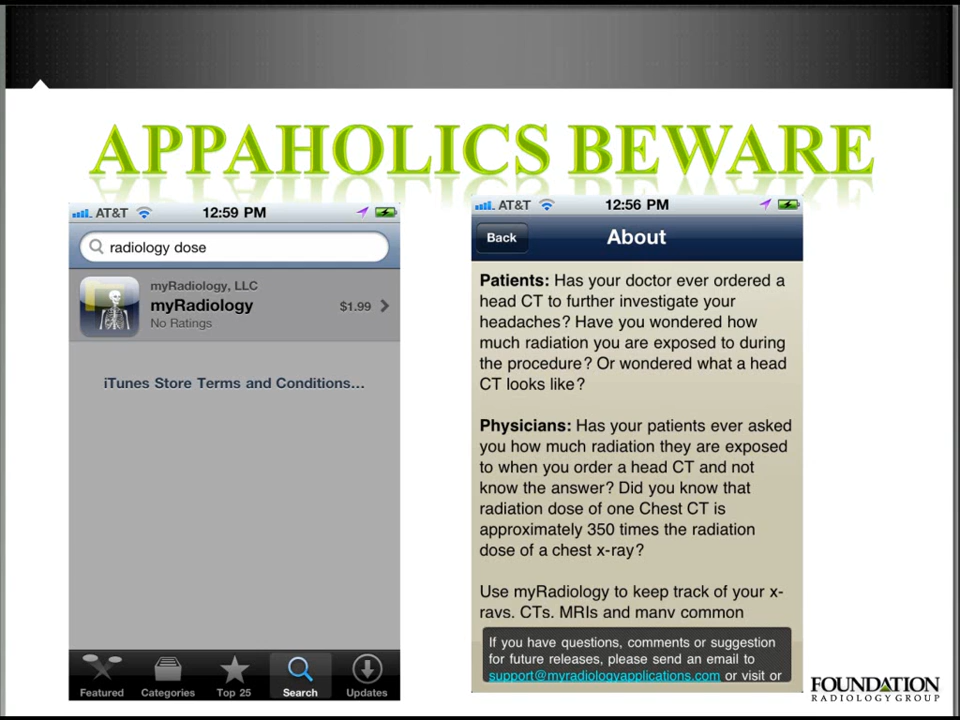 APPAHOLICS BEWARE
AT&T 12:59 PM
radiology dose
myRadiology, LLC
myRadiology $1.99
No Ratings
iTunes Store Terms and Conditions...
Featured Categories Top 25 Search Updates
AT&T 12:56 PM
Back About
Patients: Has your doctor ever ordered a
head CT to further investigate your
headaches? Have you wondered how
much radiation you are exposed to during
the procedure? Or wondered what a head
CT looks like?
Physicians: Has your patients ever asked
you how much radiation they are exposed
to when you order a head CT and not
know the answer? Did you know that
radiation dose of one Chest CT is
approximately 350 times the radiation
dose of a chest x-ray?
Use myRadiology to keep track of your x-
rays, CTs, MRIs and many common
If you have questions, comments or suggestion
for future releases, please send an email to
support@myradiologyapplications.com or visit or
FOUNDATION
RADIOLOGY GROUP